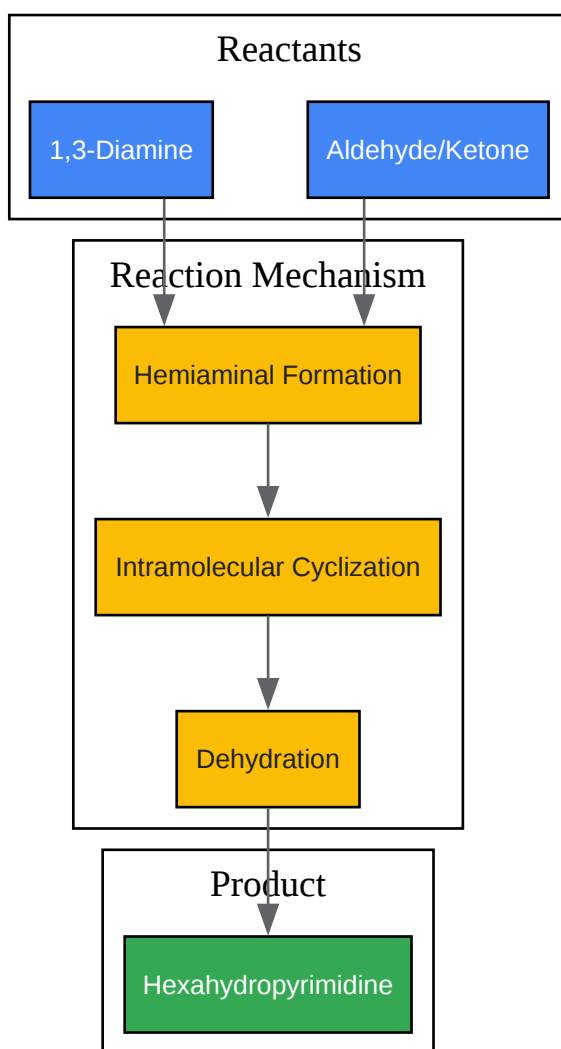 Reactants
1,3-Diamine
Aldehyde/Ketone
Reaction Mechanism
Hemiaminal Formation
Intramolecular Cyclization
Dehydration
Product
Hexahydropyrimidine